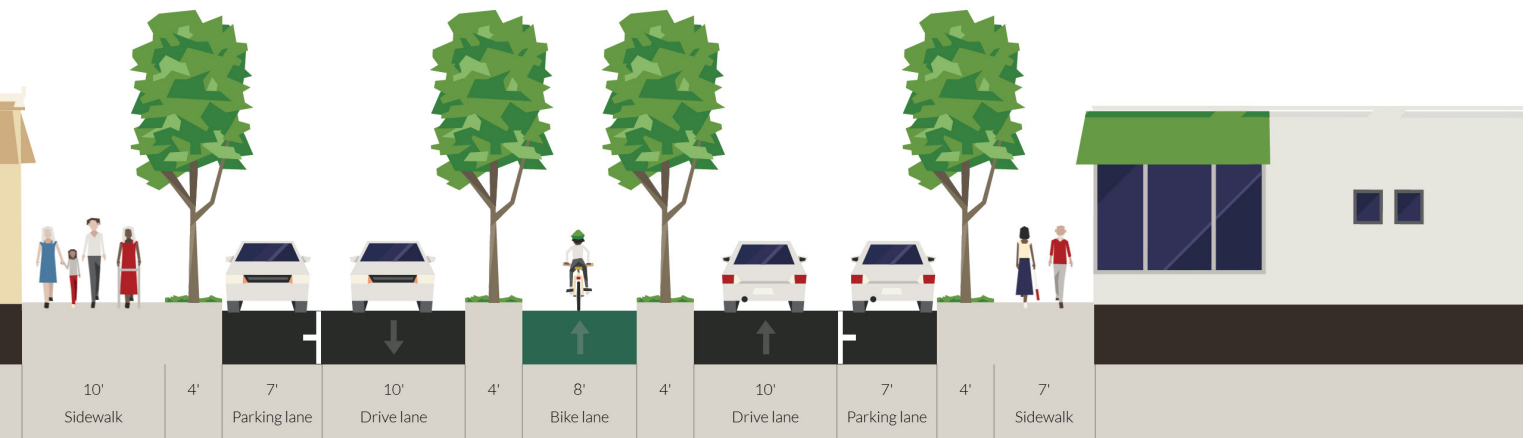 10' 4' 7' 10' 4' 8' 4' 10' 7' 4' 7'
Sidewalk Parking lane Drive lane Bike lane Drive lane Parking lane Sidewalk